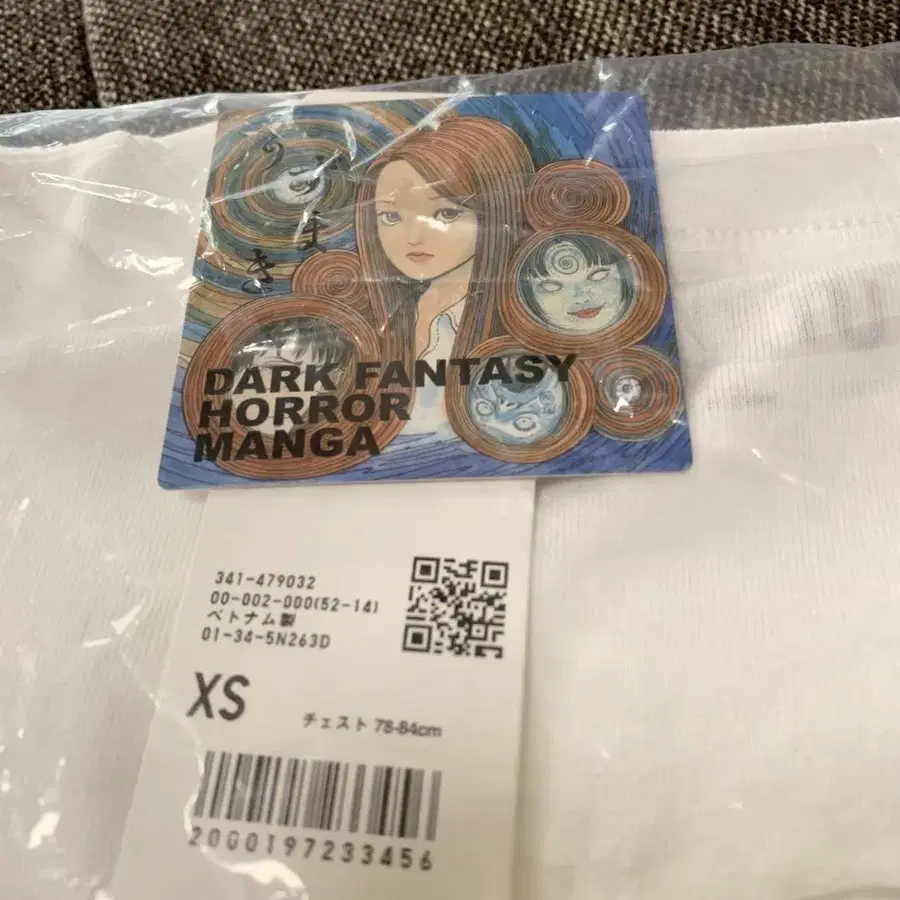 うずまき
DARK FANTASY
HORROR
MANGA
341-479032
00-002-000(52-14)
ベトナム製
01-34-5N263D
XS
チェスト 78-84cm
2000197233456